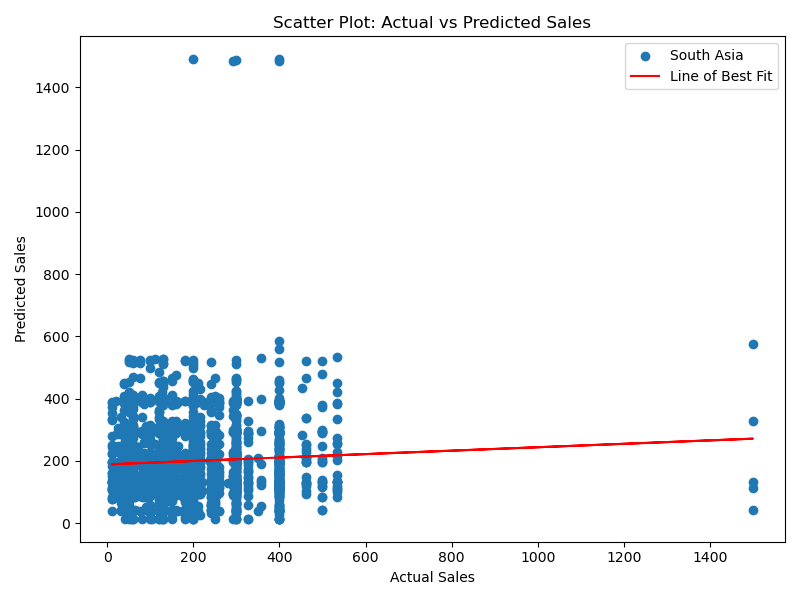 Scatter Plot: Actual vs Predicted Sales
South Asia
Line of Best Fit
1400
1200
1000
800
600
400
200
0
Predicted Sales
0 200 400 600 800 1000 1200 1400
Actual Sales